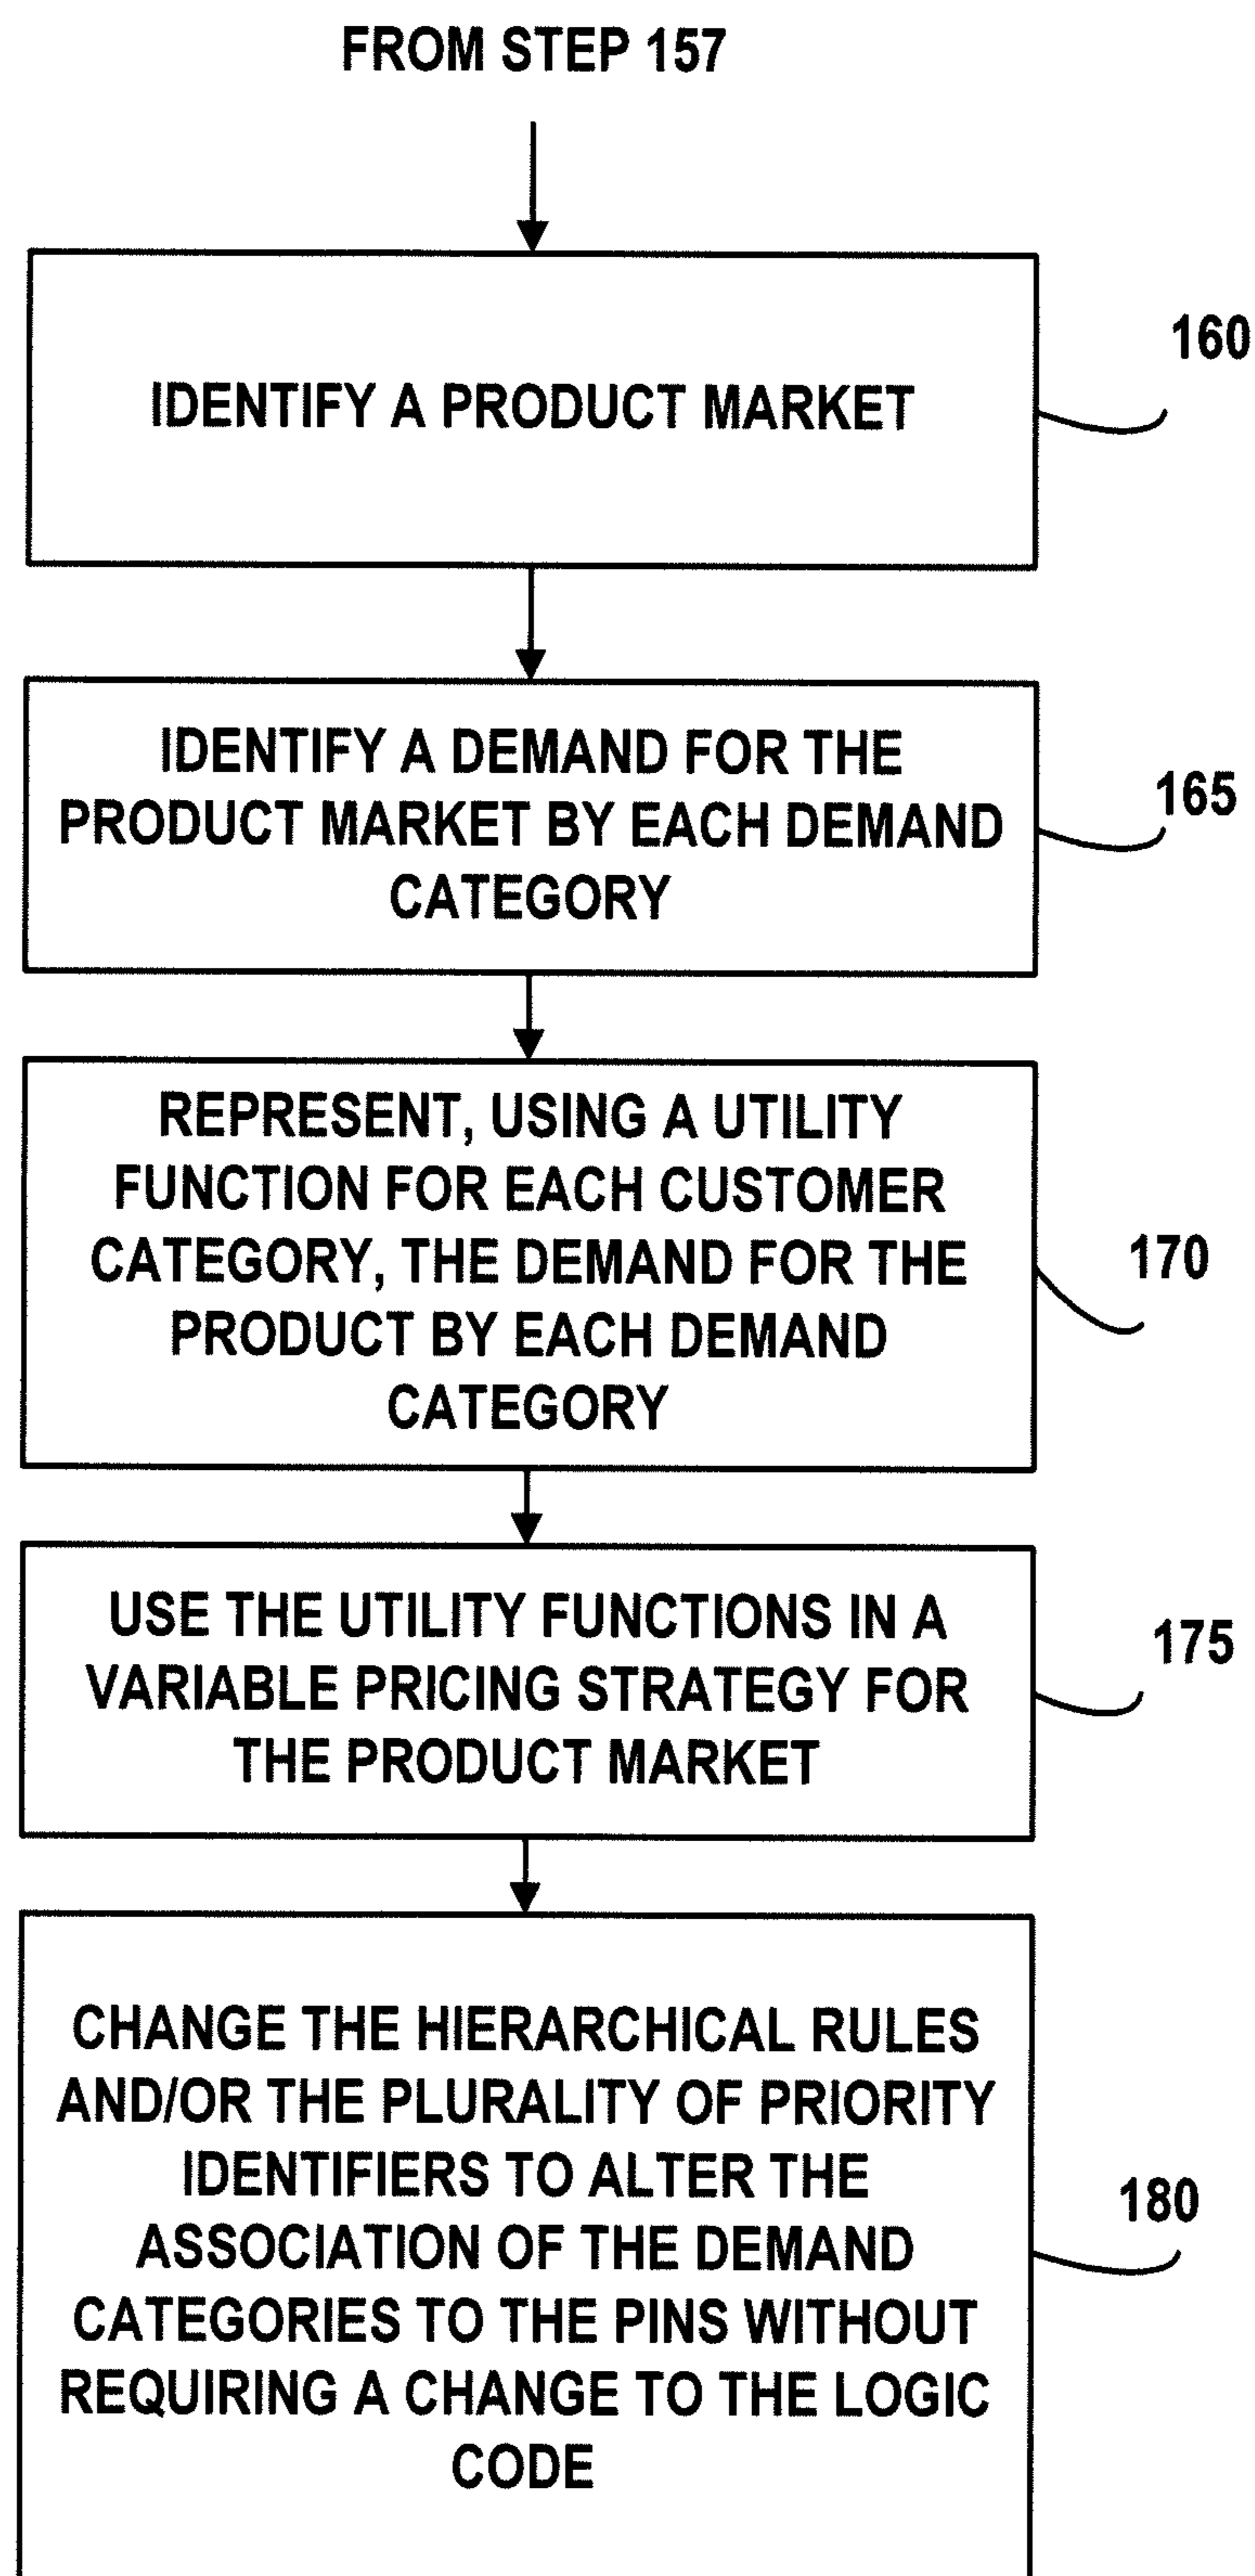 FROM STEP 157
IDENTIFY A PRODUCT MARKET
160
IDENTIFY A DEMAND FOR THE
PRODUCT MARKET BY EACH DEMAND
CATEGORY
165
REPRESENT, USING A UTILITY
FUNCTION FOR EACH CUSTOMER
CATEGORY, THE DEMAND FOR THE
PRODUCT BY EACH DEMAND
CATEGORY
170
USE THE UTILITY FUNCTIONS IN A
VARIABLE PRICING STRATEGY FOR
THE PRODUCT MARKET
175
CHANGE THE HIERARCHICAL RULES
AND/OR THE PLURALITY OF PRIORITY
IDENTIFIERS TO ALTER THE
ASSOCIATION OF THE DEMAND
CATEGORIES TO THE PINS WITHOUT
REQUIRING A CHANGE TO THE LOGIC
CODE
180